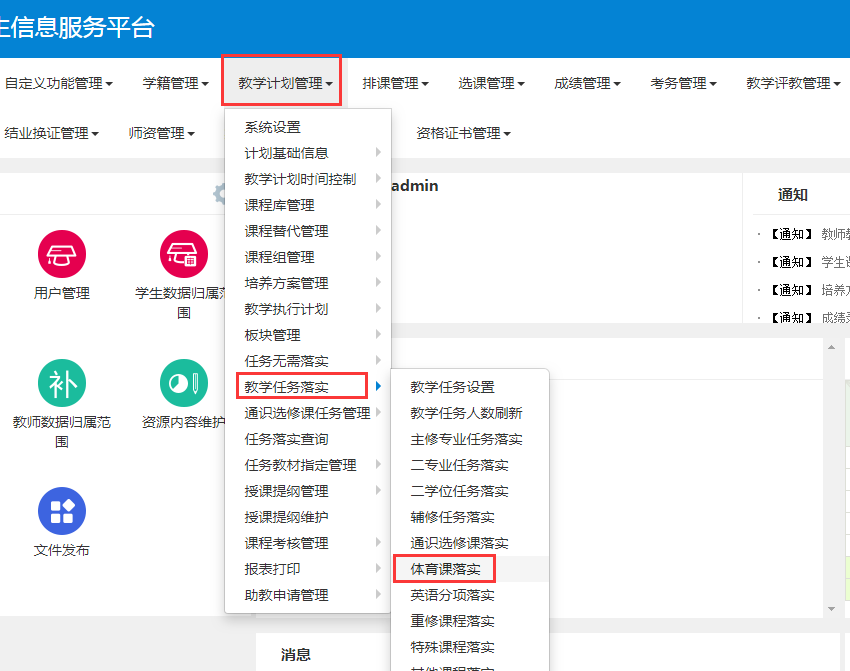 生信息服务平台
自定义功能管理
学籍管理
教学计划管理
排课管理
选课管理
成绩管理
考务管理
教学评教管理
结业换证管理
师资管理
资格证书管理
系统设置
计划基础信息
教学计划时间控制
课程库管理
课程替代管理
课程组管理
培养方案管理
教学执行计划
板块管理
任务无需落实
教学任务落实
通识选修课任务管理
任务落实查询
任务教材指定管理
授课提纲管理
授课提纲维护
课程考核管理
报表打印
助教申请管理
教学任务设置
教学任务人数刷新
主修专业任务落实
二专业任务落实
二学位任务落实
辅修任务落实
通识选修课落实
体育课落实
英语分项落实
重修课程落实
特殊课程落实
其他课程落实
admin
用户管理
学生数据归属范
围
补
教师数据归属范
围
资源内容维护
文件发布
通知
·【通知】 教师
·【通知】 学生
·【通知】 培养
·【通知】 成绩
消息